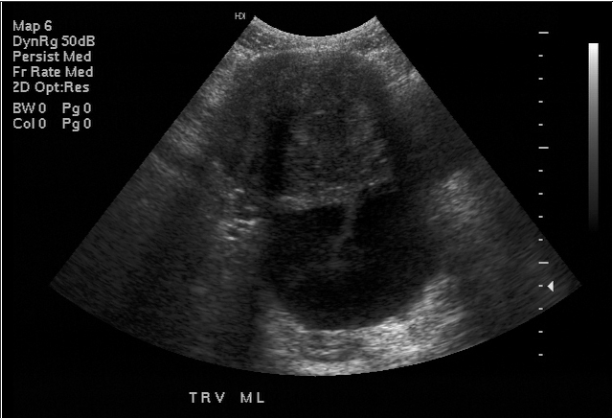 HDI
Map 6
DynRg 50dB
Persist Med
Fr Rate Med
2D Opt:Res
BW 0 Pg 0
Col 0 Pg 0
TRV ML